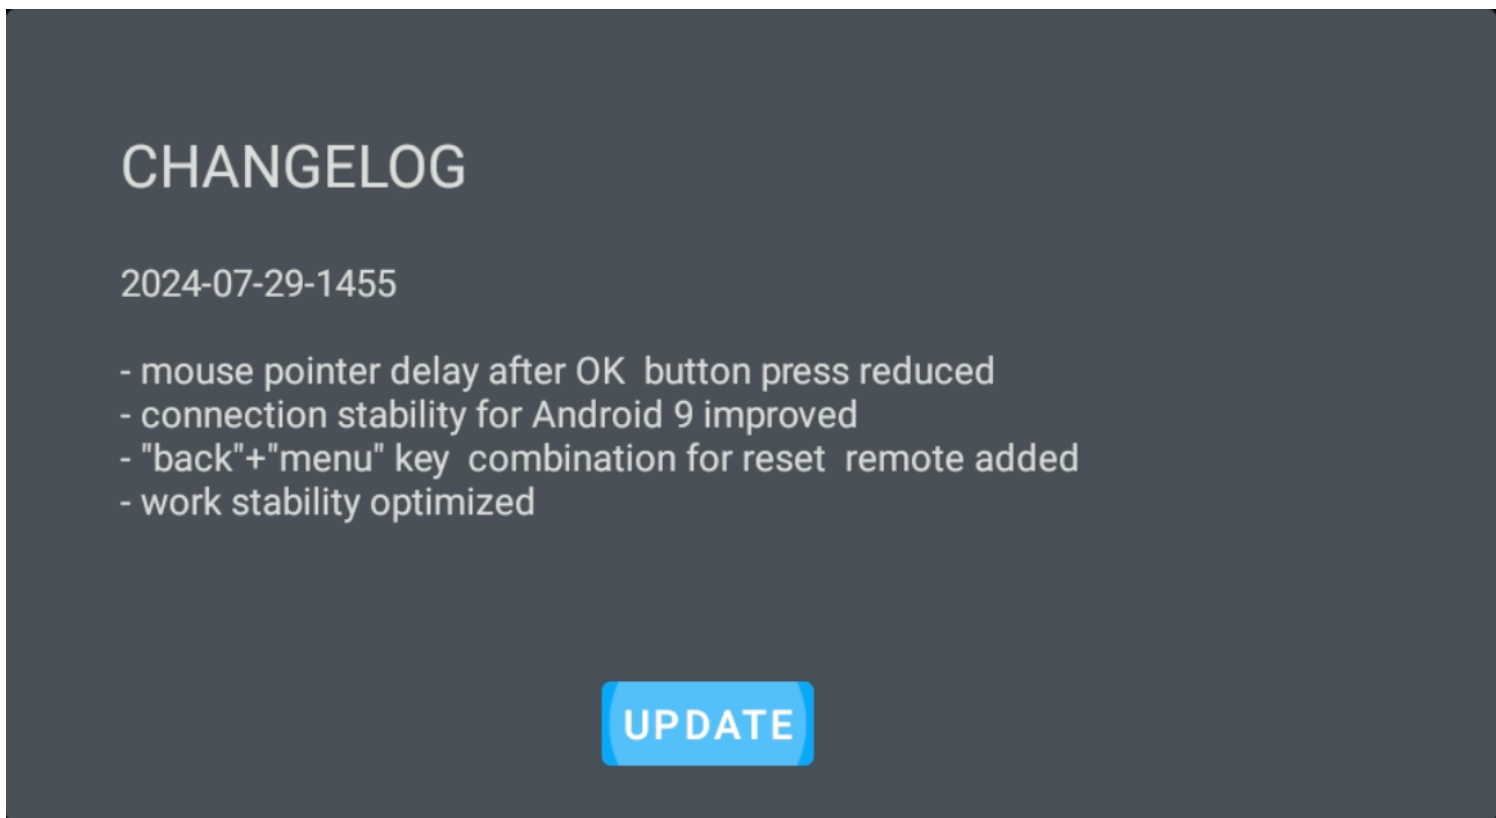 CHANGELOG
2024-07-29-1455
- mouse pointer delay after OK  button press reduced
- connection stability for Android 9 improved
- "back"+"menu" key  combination for reset  remote added
- work stability optimized
UPDATE